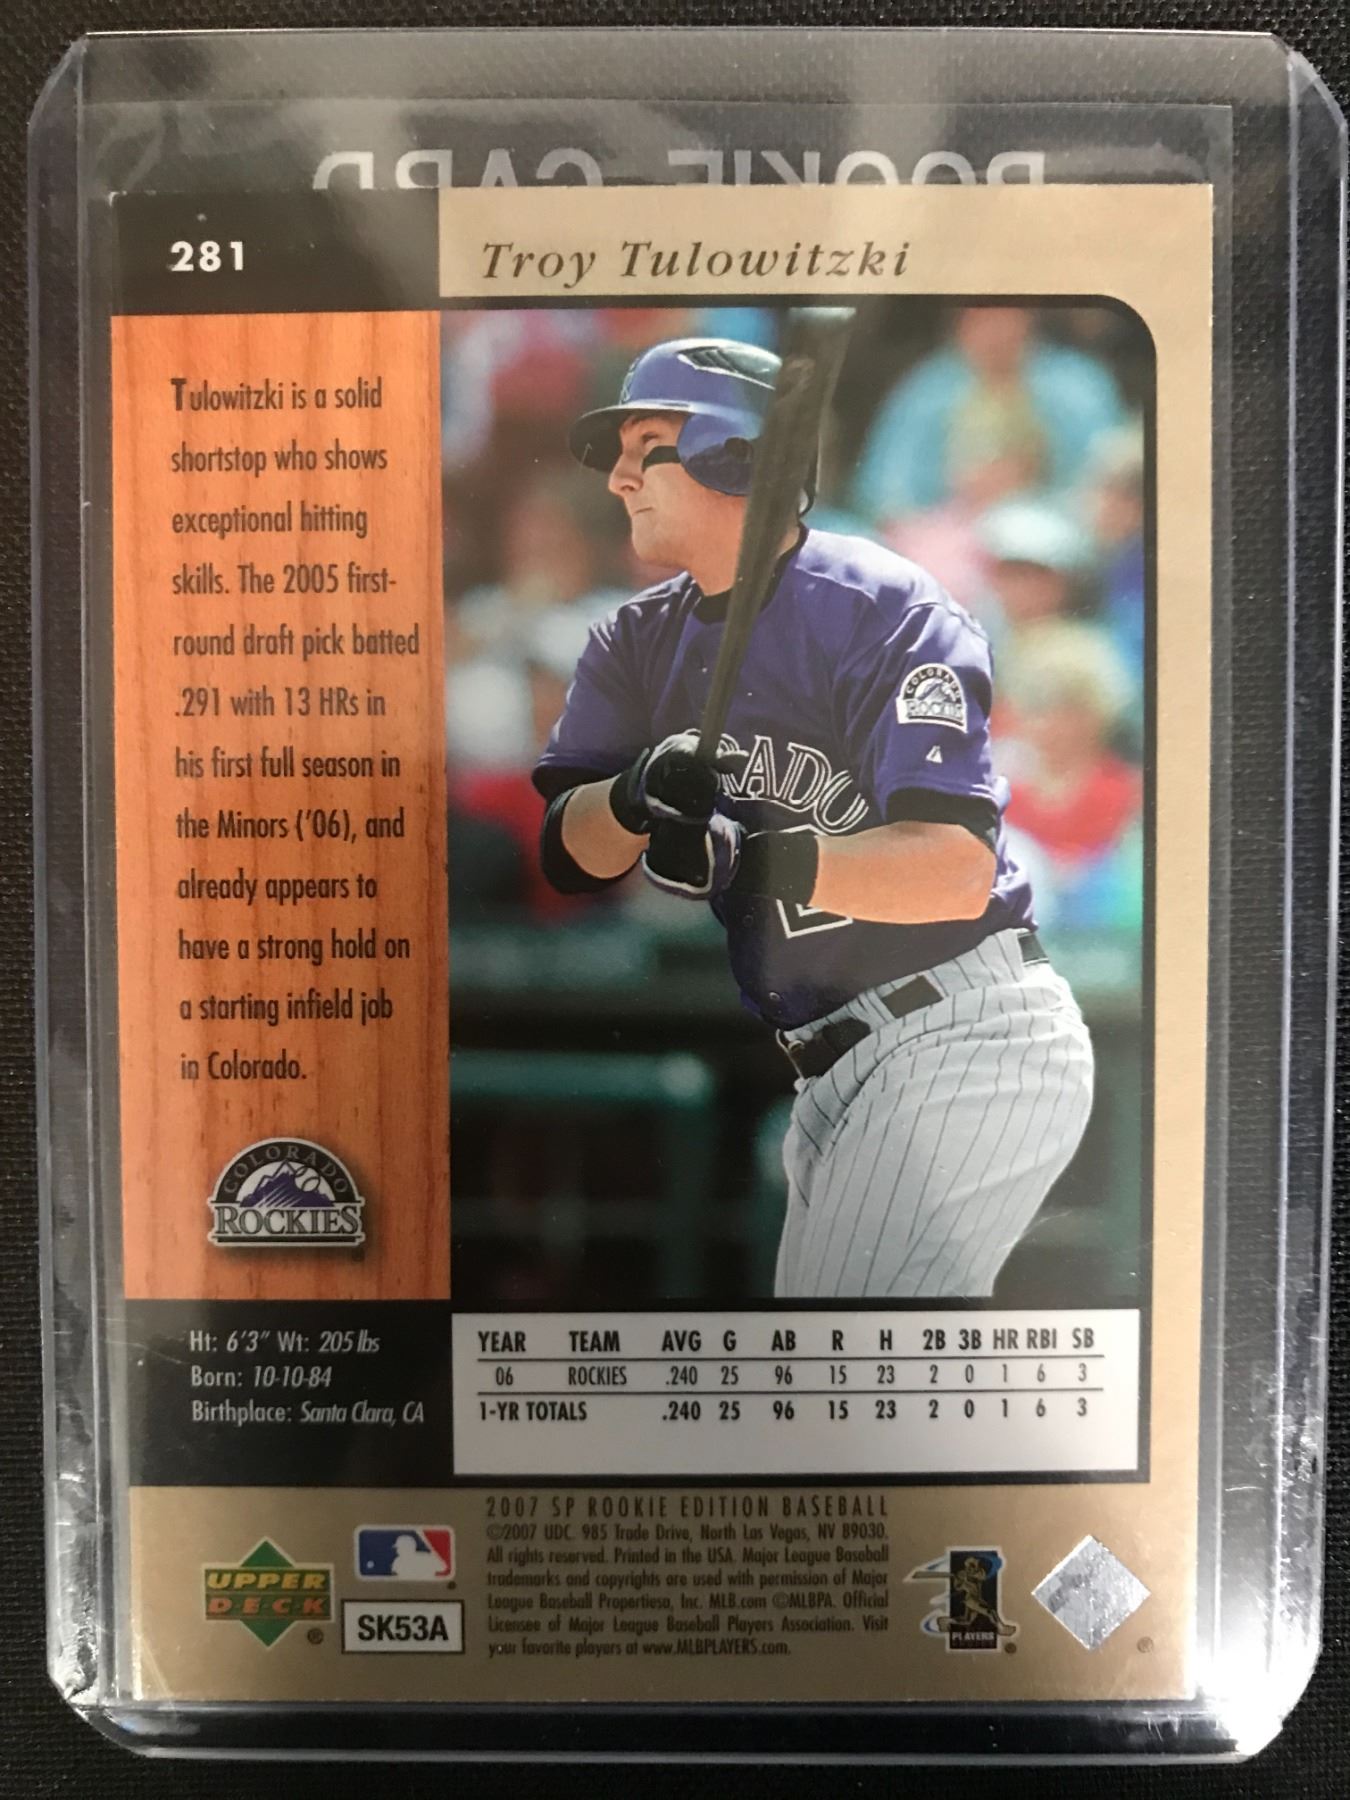 ROOKIE CARD
281
Troy Tulowitzki
Tulowitzki is a solid
shortstop who shows
exceptional hitting
skills. The 2005 first-
round draft pick batted
.291 with 13 HRs in
his first full season in
the Minors ('06), and
already appears to
have a strong hold on
a starting infield job
in Colorado.
COLORADO
ROCKIES
COLORADO
ROCKIES
RADO
Ht: 6'3" Wt: 205 lbs
Born: 10-10-84
Birthplace: Santa Clara, CA
YEAR TEAM AVG G AB R H 2B 3B HR RBI SB
06 ROCKIES .240 25 96 15 23 2 0 1 6 3
1-YR TOTALS .240 25 96 15 23 2 0 1 6 3
2007 SP ROOKIE EDITION BASEBALL
©2007 UDC. 985 Trade Drive, North Las Vegas, NV 89030.
All rights reserved. Printed in the USA. Major League Baseball
trademarks and copyrights are used with permission of Major
League Baseball Propertiesa, Inc. MLB.com ©MLBPA. Official
Licensee of Major League Baseball Players Association. Visit
your favorite players at www.MLBPLAYERS.com.
UPPER
DECK
®
SK53A
PLAYERS
®
®